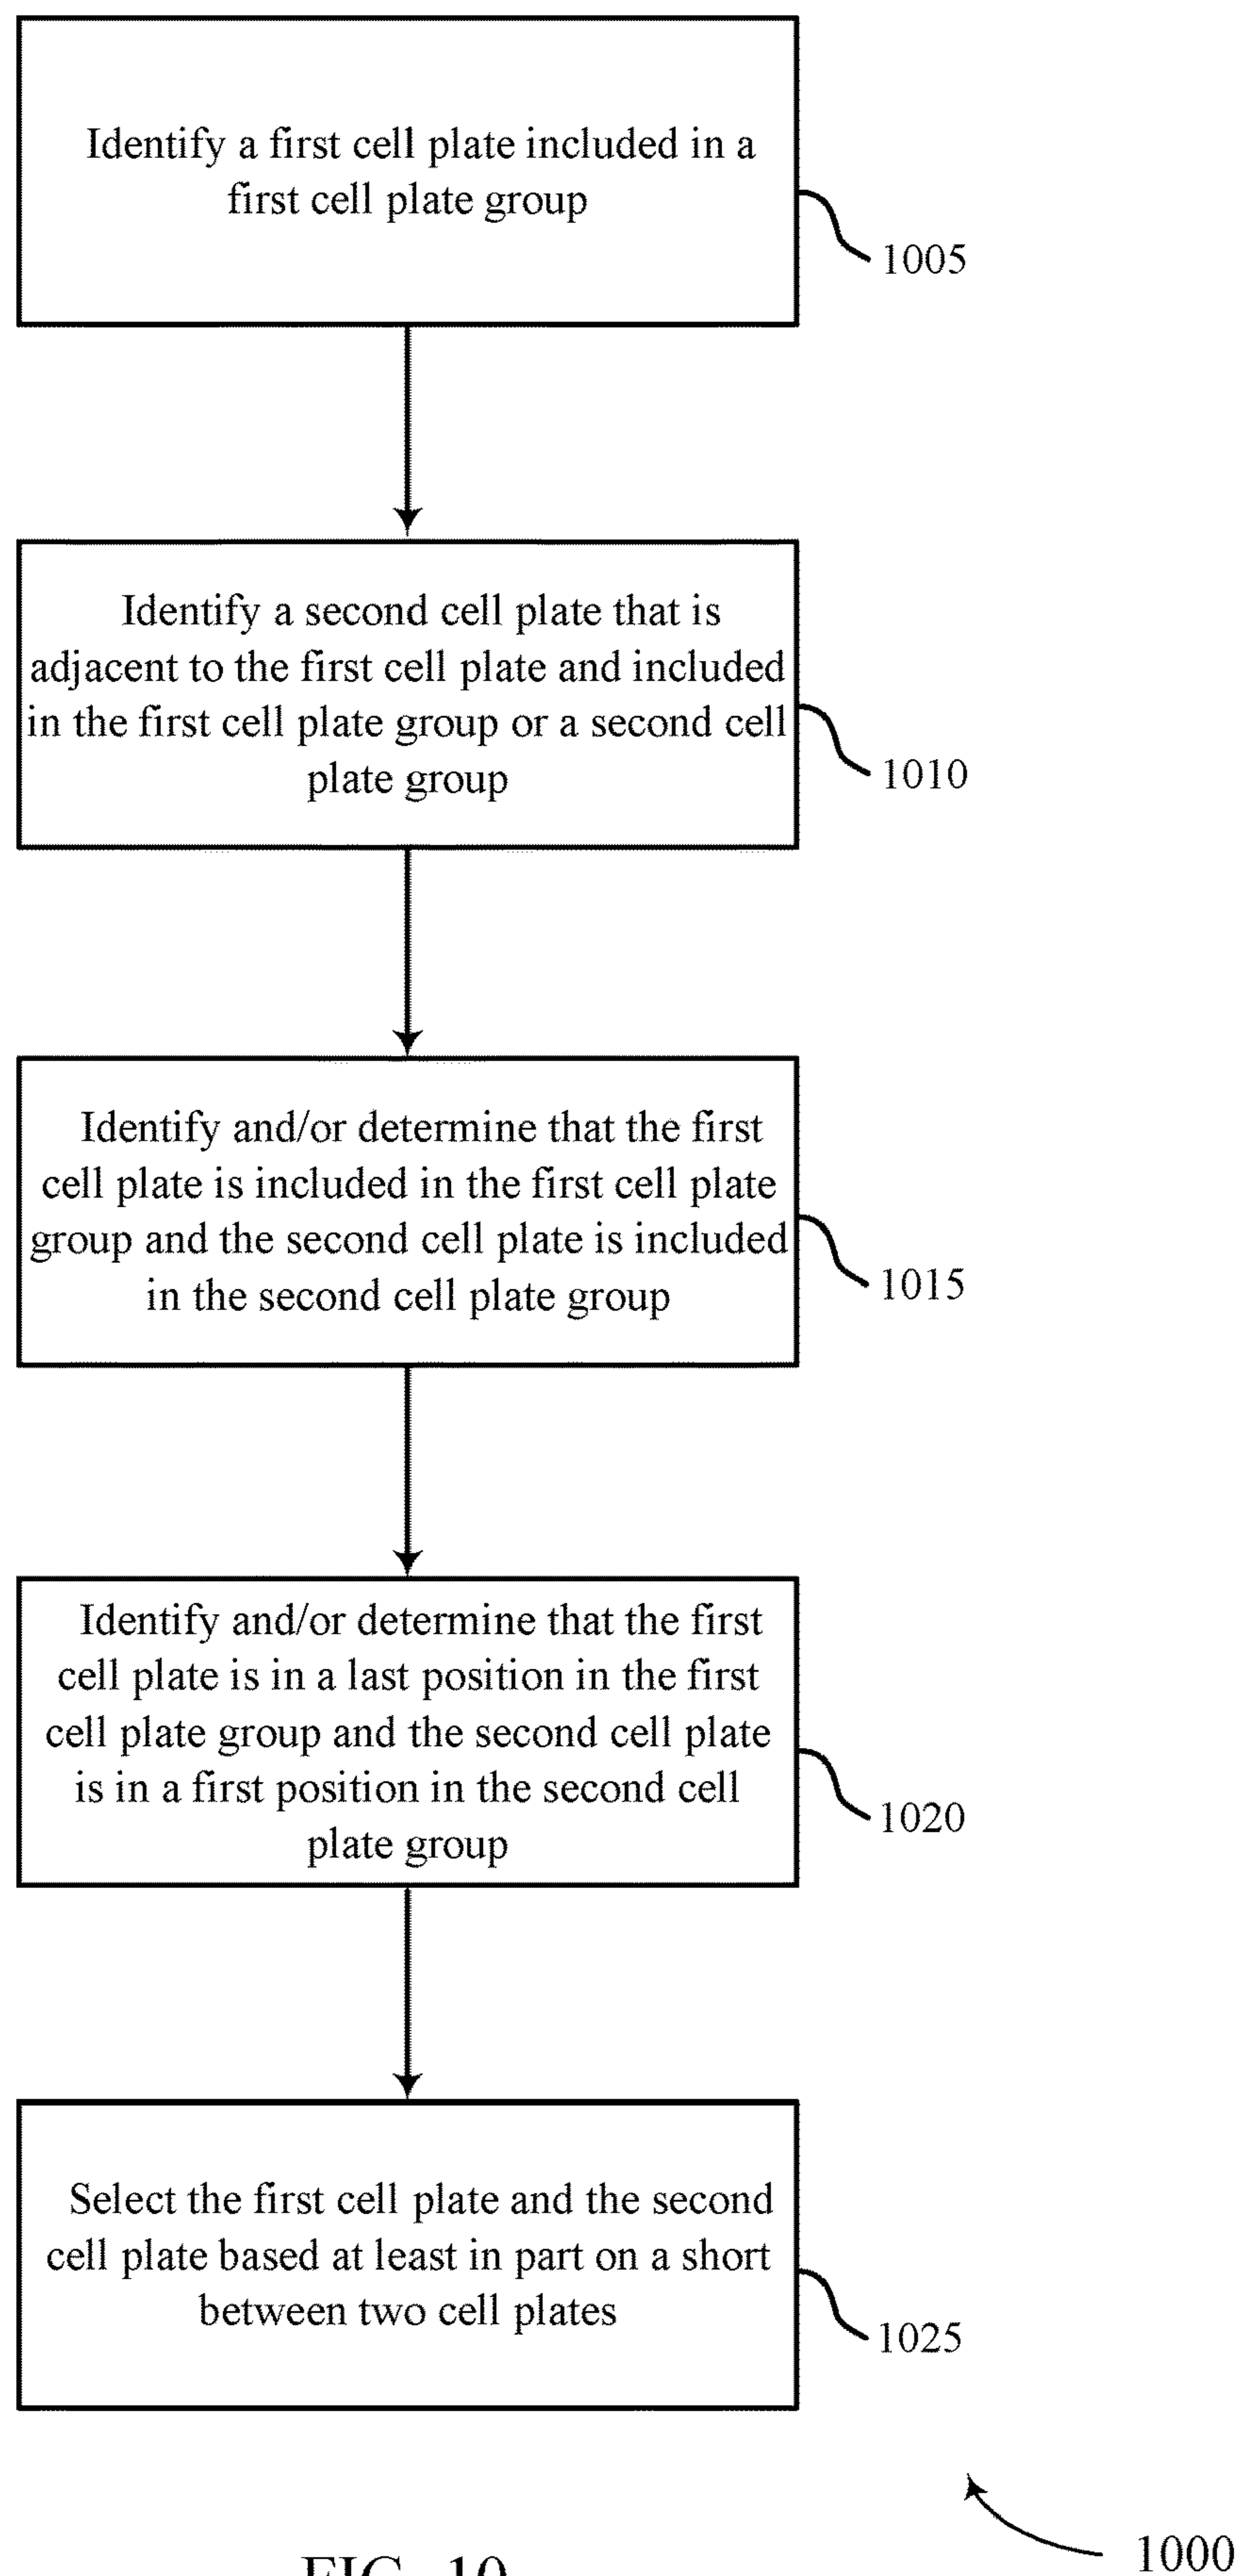 Identify a first cell plate included in a
first cell plate group
1005
Identify a second cell plate that is
adjacent to the first cell plate and included
in the first cell plate group or a second cell
plate group
1010
Identify and/or determine that the first
cell plate is included in the first cell plate
group and the second cell plate is included
in the second cell plate group
1015
Identify and/or determine that the first
cell plate is in a last position in the first
cell plate group and the second cell plate
is in a first position in the second cell
plate group
1020
Select the first cell plate and the second
cell plate based at least in part on a short
between two cell plates
1025
1000
FIG. 10